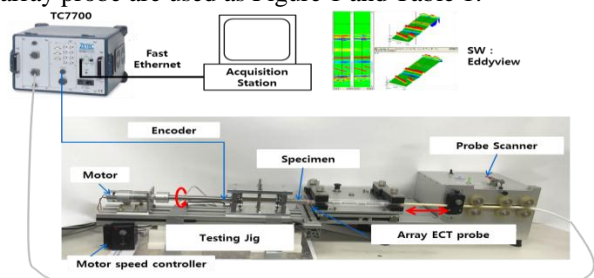 array probe are used as Figure 1 and Table 1.
TC7700
ZETEC
Fast
Ethernet
Acquisition
Station
SW :
Eddyview
Encoder
Specimen
Probe Scanner
Motor
Testing Jig
Array ECT probe
Motor speed controller